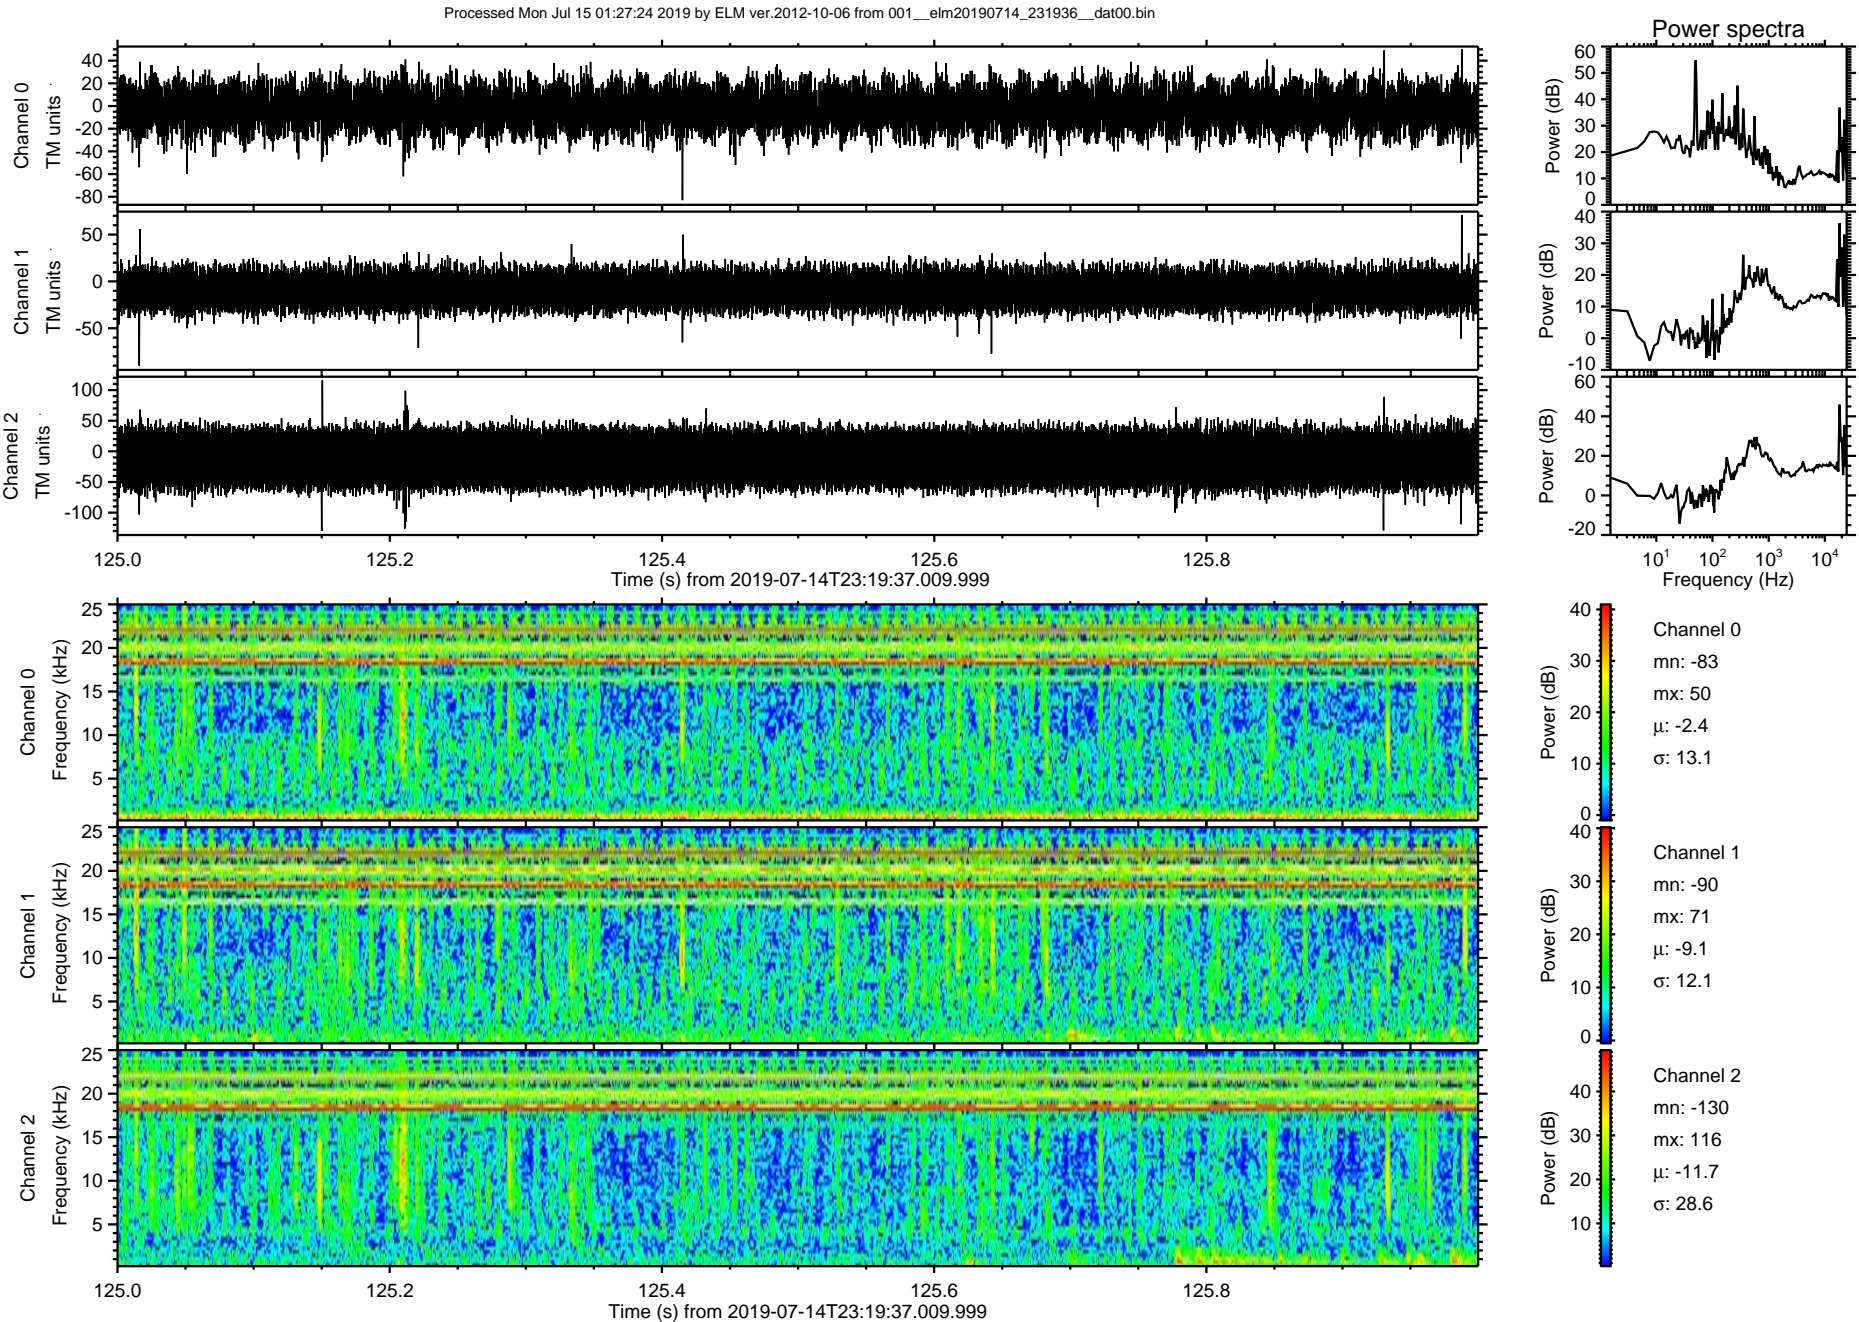 Processed Mon Jul 15 01:27:24 2019 by ELM ver.2012-10-06 from 001__elm20190714_231936__dat00.bin
Power spectra
Channel 0
TM units
40
20
0
-20
-40
-60
-80
Power (dB)
60
50
40
30
20
10
0
Channel 1
TM units
50
0
-50
Power (dB)
40
30
20
10
0
-10
Channel 2
TM units
100
50
0
-50
-100
Power (dB)
60
40
20
0
-20
125.0 125.2 125.4 125.6 125.8
Time (s) from 2019-07-14T23:19:37.009.999
10¹ 10² 10³ 10⁴
Frequency (Hz)
Channel 0
Frequency (kHz)
25
20
15
10
5
Power (dB)
40
30
20
10
0
Channel 0
mn: -83
mx: 50
μ: -2.4
σ: 13.1
Channel 1
Frequency (kHz)
25
20
15
10
5
Power (dB)
40
30
20
10
0
Channel 1
mn: -90
mx: 71
μ: -9.1
σ: 12.1
Channel 2
Frequency (kHz)
25
20
15
10
5
Power (dB)
40
30
20
10
Channel 2
mn: -130
mx: 116
μ: -11.7
σ: 28.6
125.0 125.2 125.4 125.6 125.8
Time (s) from 2019-07-14T23:19:37.009.999